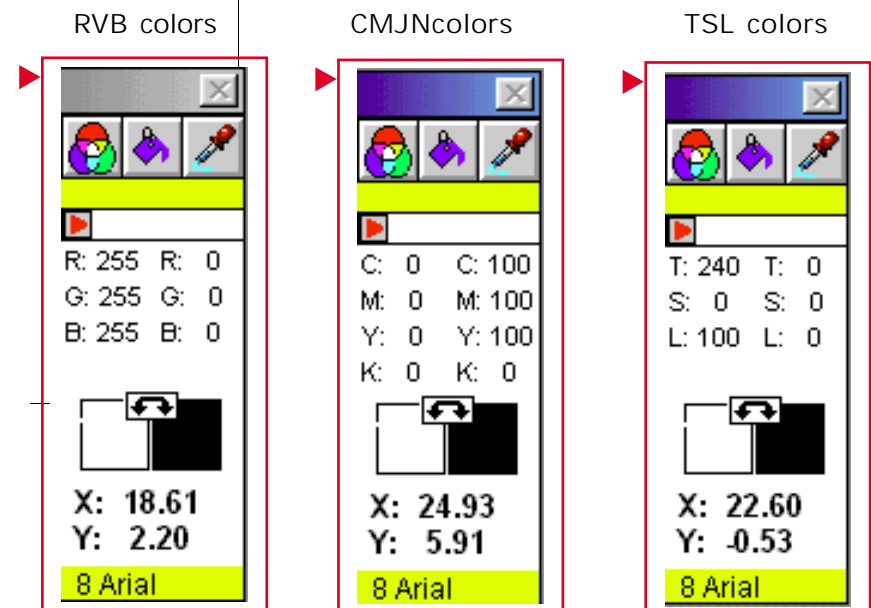 RVB colors
R: 255 R: 0
G: 255 G: 0
B: 255 B: 0
X: 18.61
Y: 2.20
8 Arial
CMJNcolors
C: 0 C: 100
M: 0 M: 100
Y: 0 Y: 100
K: 0 K: 0
X: 24.93
Y: 5.91
8 Arial
TSL colors
T: 240 T: 0
S: 0 S: 0
L: 100 L: 0
X: 22.60
Y: -0.53
8 Arial